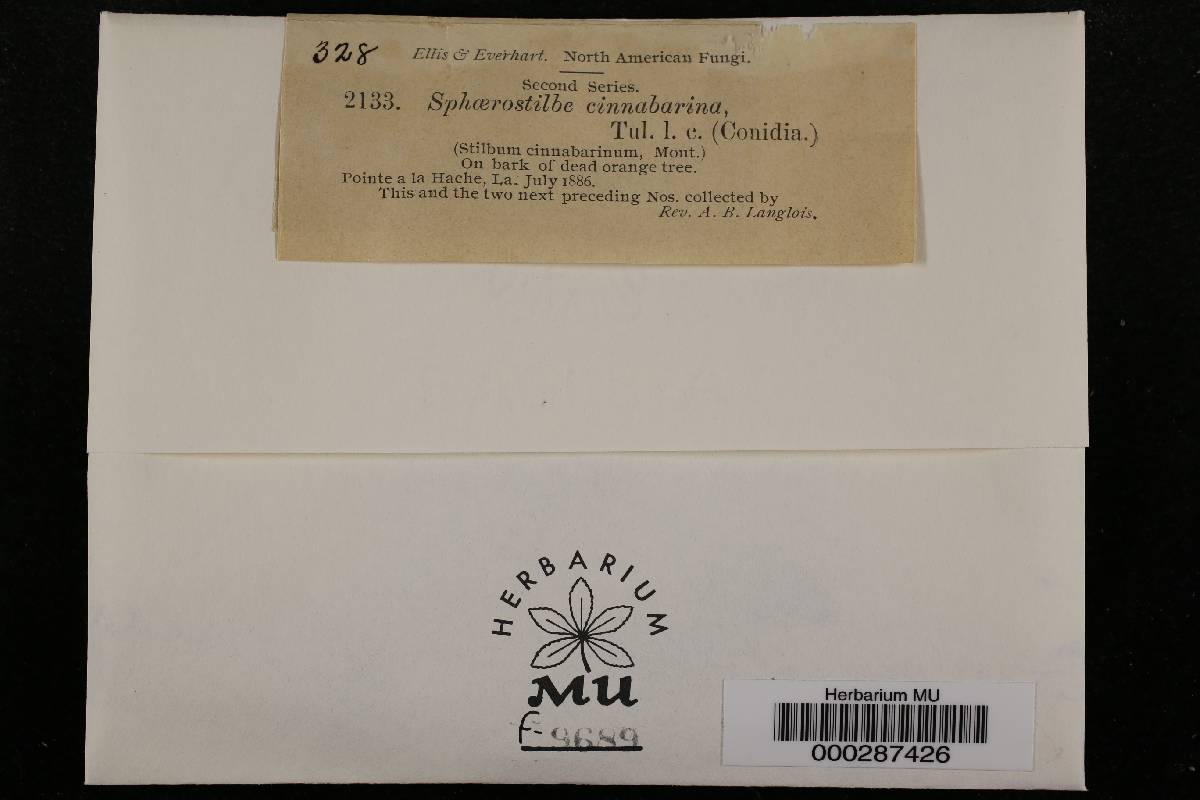 328 Ellis & Everhart. North American Fungi.
Second Series.
2133. Sphærostilbe cinnabarina,
Tul. l. c. (Conidia.)
(Stilbum cinnabarinum, Mont.)
On bark of dead orange tree.
Pointe a la Hache, La. July 1886.
This and the two next preceding Nos. collected by
Rev. A. B. Langlois.
HERBARIUM
MU
F-9689
Herbarium MU
000287426